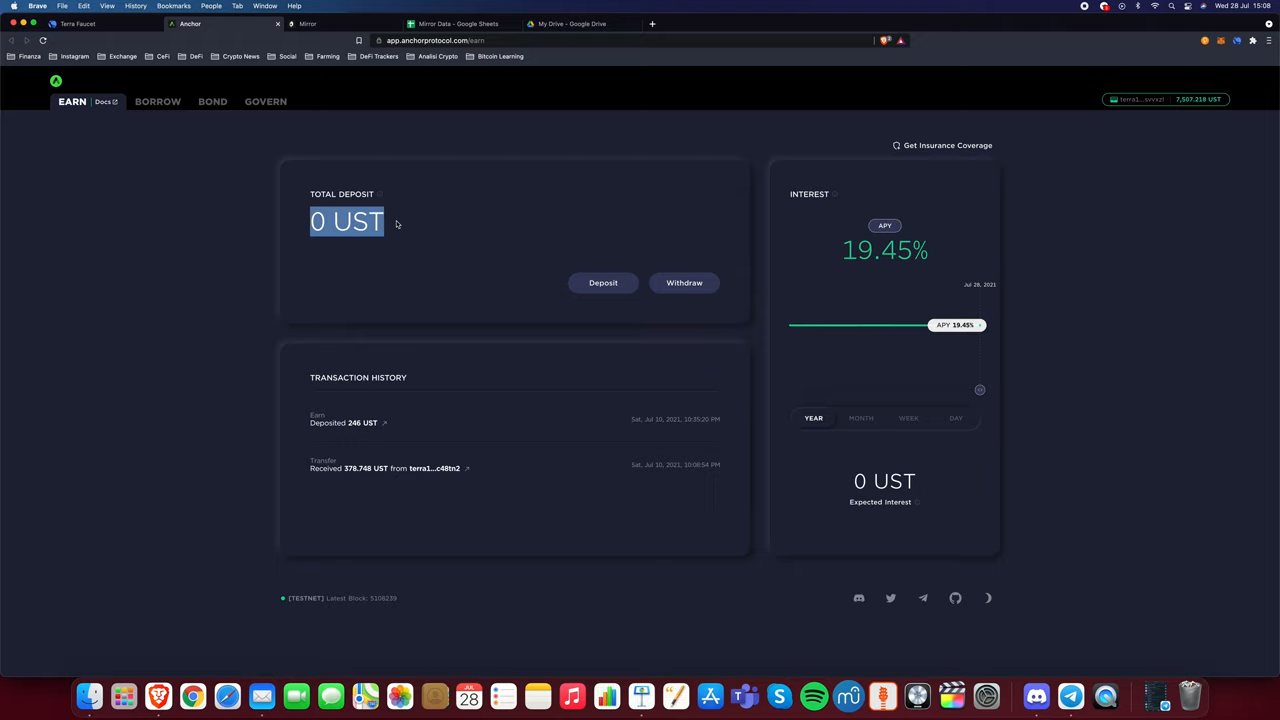 Brave File Edit View History Bookmarks People Tab Window Help
Wed 28 Jul 15:08
Terra Faucet
Anchor
Mirror
Mirror Data - Google Sheets
My Drive - Google Drive
app.anchorprotocol.com/earn
Finanza Instagram Exchange CeFi DeFi Crypto News Social Farming DeFi Trackers Analisi Crypto Bitcoin Learning
EARN Docs BORROW BOND GOVERN
7,507.218 UST
Get Insurance Coverage
TOTAL DEPOSIT
0 UST
Deposit Withdraw
INTEREST
APY
19.45%
Jul 28, 2021
APY 19.45%
YEAR MONTH WEEK DAY
0 UST
Expected Interest
TRANSACTION HISTORY
Earn
Deposited 246 UST
Sat, Jul 10, 2021, 10:35:20 PM
Transfer
Received 378.748 UST from terra1...c48tn2
Sat, Jul 10, 2021, 10:08:54 PM
[TESTNET] Latest Block: 5106239
JUL
28